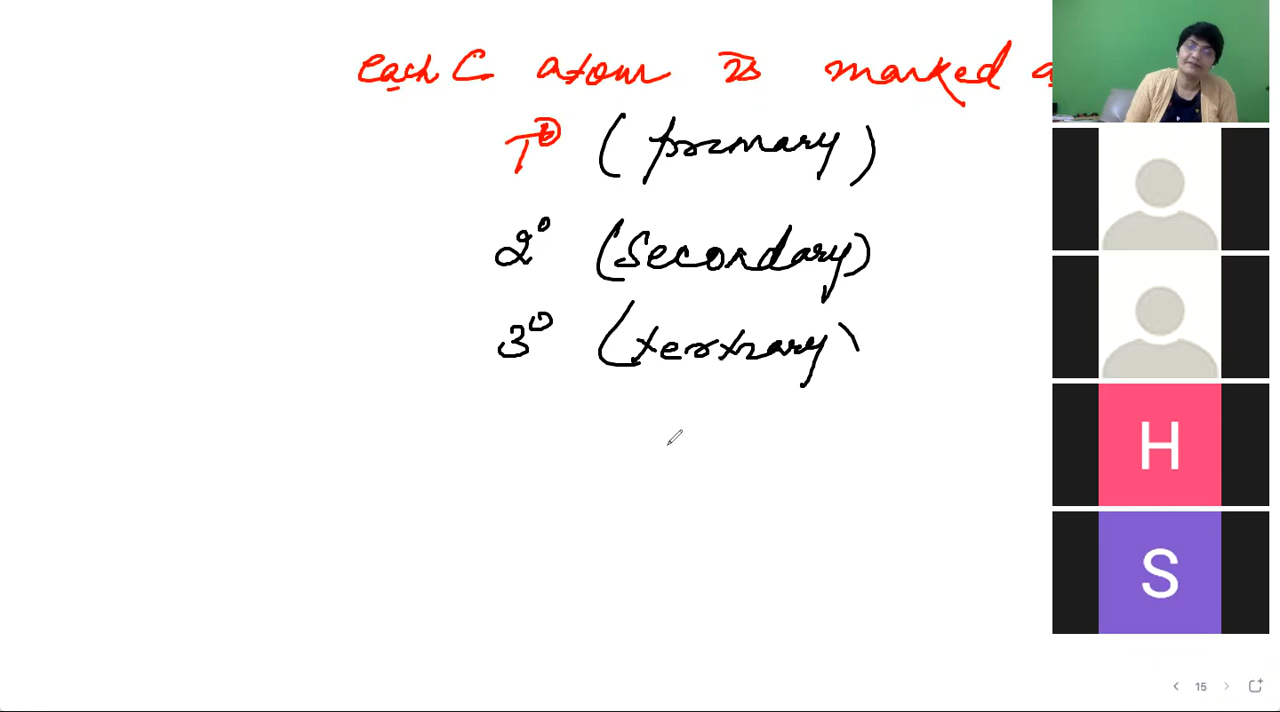 each C atom is marked a
1° (primary)
2° (Secondary)
3° (tertiary)
H
S
15